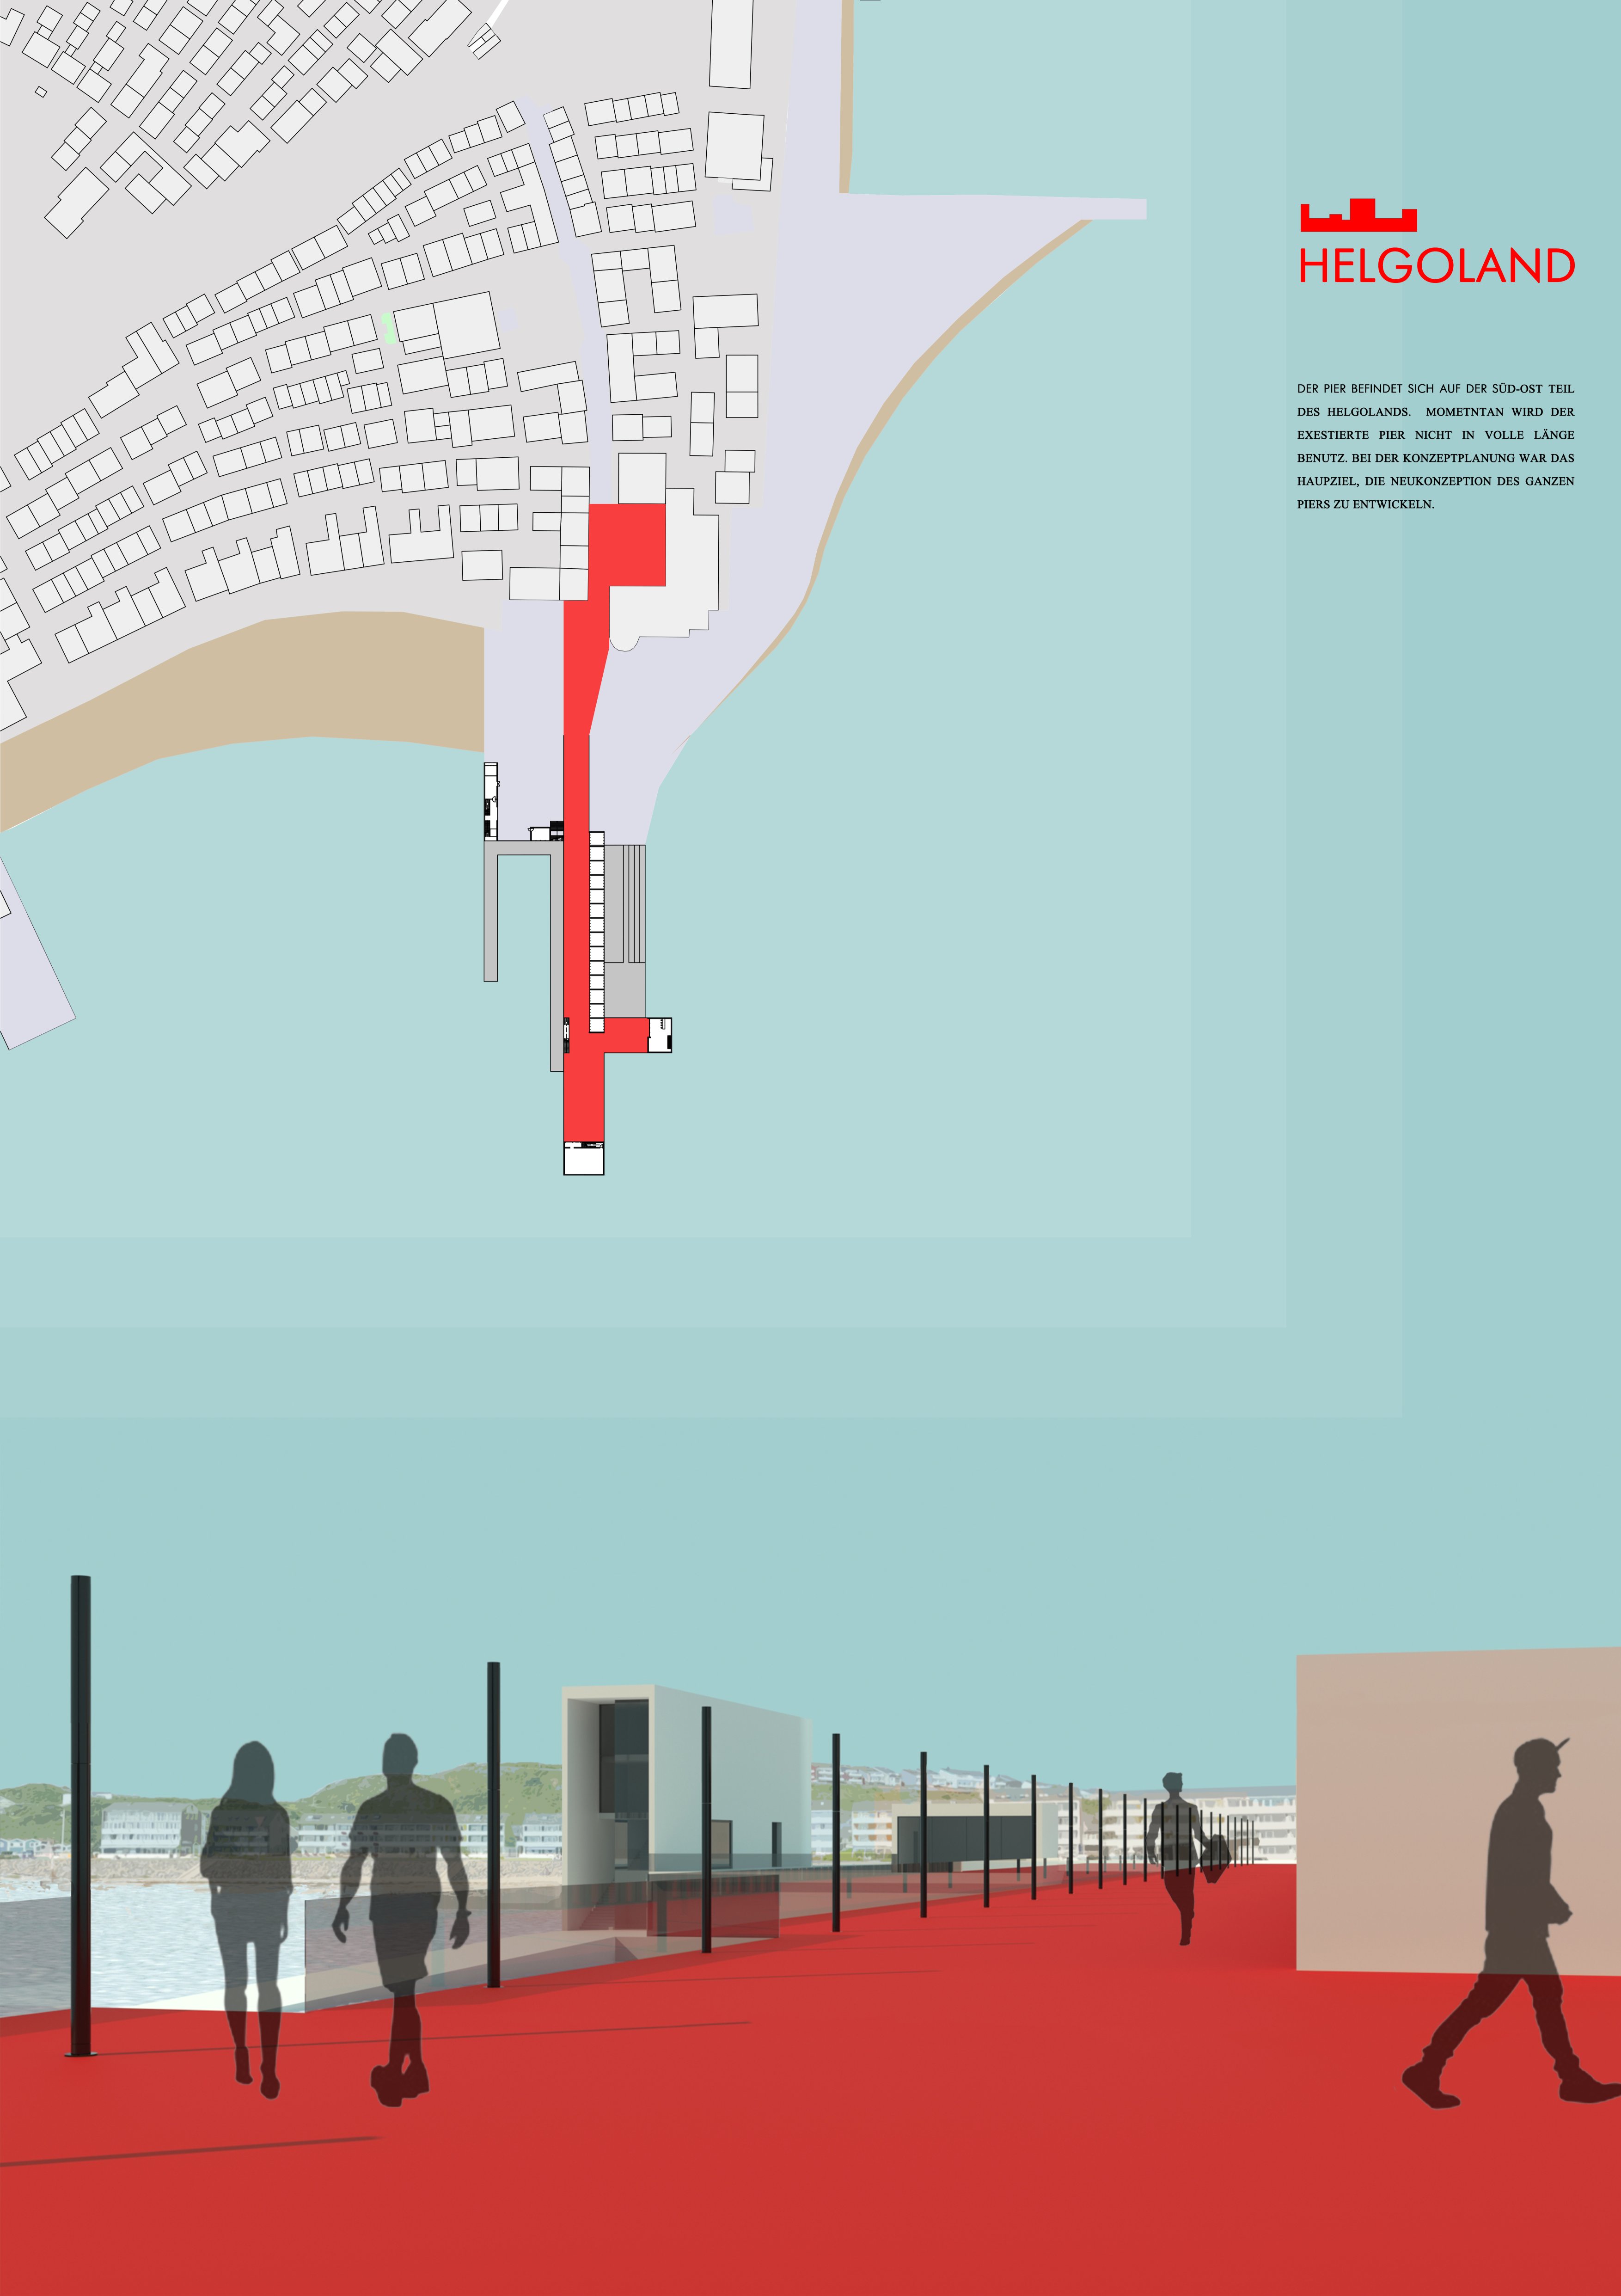 HELGOLAND
DER PIER BEFINDET SICH AUF DER SÜD-OST TEIL
DES HELGOLANDS. MOMETNTAN WIRD DER
EXESTIERTE PIER NICHT IN VOLLE LÄNGE
BENUTZ. BEI DER KONZEPTPLANUNG WAR DAS
HAUPZIEL, DIE NEUKONZEPTION DES GANZEN
PIERS ZU ENTWICKELN.